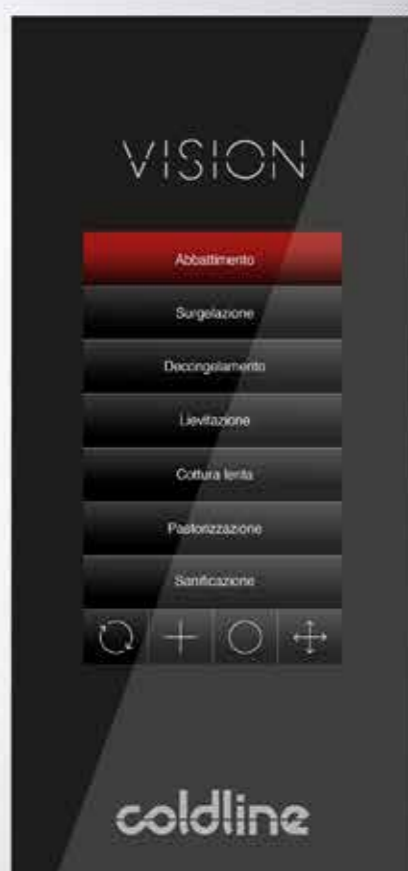 VISION
Abbattimento
Surgelazione
Decongelamento
Lievitazione
Cottura lenta
Pastorizzazione
Sanificazione
coldline